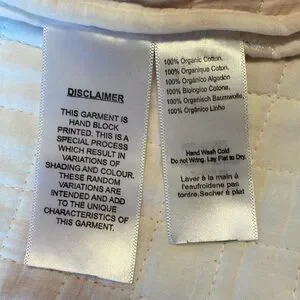 DISCLAIMER
THIS GARMENT IS
HAND BLOCK
PRINTED. THIS IS A
SPECIAL PROCESS
WHICH RESULT IN
VARIATIONS OF
SHADING AND COLOUR.
THESE RANDOM
VARIATIONS ARE
INTENDED AND ADD
TO THE UNIQUE
CHARACTERISTICS OF
THIS GARMENT.
100% Organic Cotton,
100% Organique Coton,
100% Orgánico Algodón
100% Biologico Cotone,
100% Organisch Baumwolle,
100% Orgánico Linho
Hand Wash Cold
Do not Wring. Lay Flat to Dry.
Laver à la main à
l'eaufroidene pas
tordre,Secher à plat